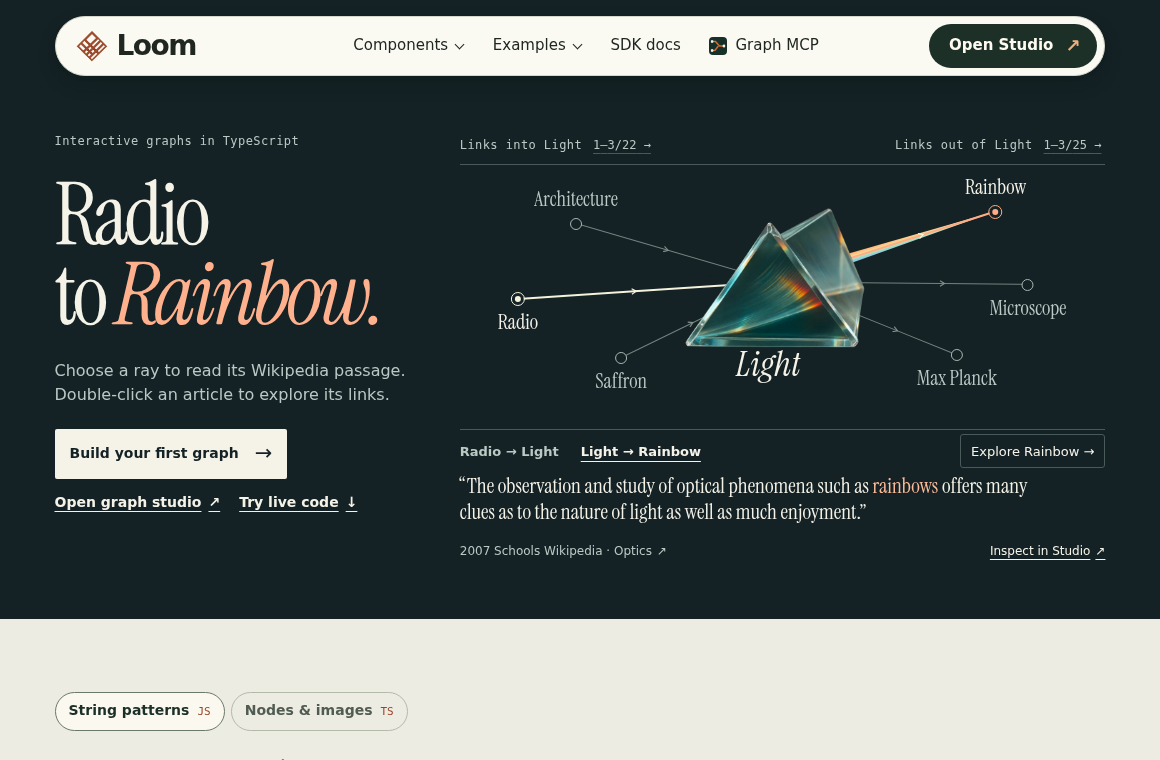 Loom
Components
Examples
SDK docs
Graph MCP
Open Studio ↗
Interactive graphs in TypeScript
Radio
to Rainbow.
Choose a ray to read its Wikipedia passage.
Double-click an article to explore its links.
Build your first graph →
Open graph studio ↗
Try live code ↓
Links into Light 1–3/22 →
Links out of Light 1–3/25 →
Architecture
Rainbow
Radio
Microscope
Saffron
Light
Max Planck
Radio → Light
Light → Rainbow
Explore Rainbow →
“The observation and study of optical phenomena such as rainbows offers many
clues as to the nature of light as well as much enjoyment.”
2007 Schools Wikipedia · Optics ↗
Inspect in Studio ↗
String patterns JS
Nodes & images TS